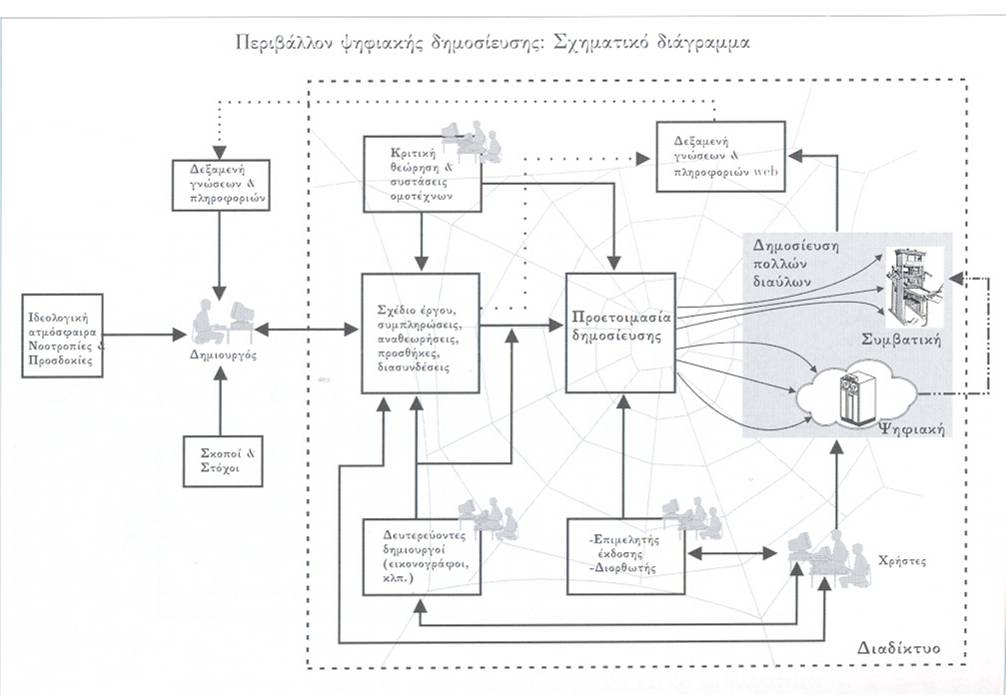 Περιβάλλον ψηφιακής δημοσίευσης: Σχηματικό διάγραμμα
Δεξαμενή
γνώσεων &
πληροφοριών
Κριτική
θεώρηση &
συστάσεις
ομοτέχνων
Δεξαμενή
γνώσεων &
πληροφοριών web
Ιδεολογική
ατμόσφαιρα
Νοοτροπίες &
Προσδοκίες
Δημιουργός
Σκοποί &
Στόχοι
Σχέδιο έργου,
συμπληρώσεις,
αναθεωρήσεις,
προσθήκες,
διασυνδέσεις
Προετοιμασία
δημοσίευσης
Δημοσίευση
πολλών
διαύλων
Συμβατική
Ψηφιακή
Δευτερεύοντες
δημιουργοί
(εικονογράφοι,
κλπ.)
-Επιμελητής
έκδοσης
-Διορθωτής
Χρήστες
Διαδίκτυο